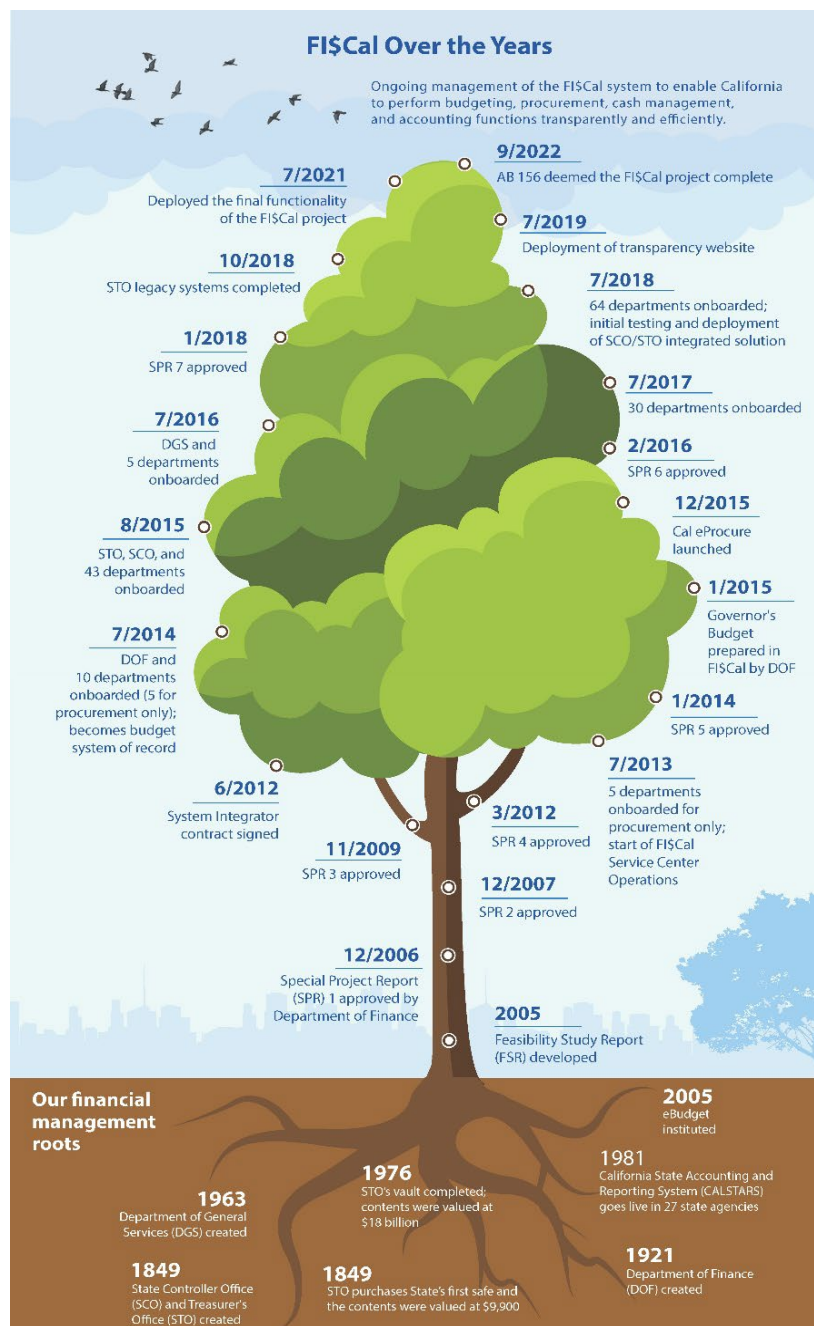 FI$Cal Over the Years
Ongoing management of the FI$Cal system to enable California
to perform budgeting, procurement, cash management,
and accounting functions transparently and efficiently.
9/2022
AB 156 deemed the FI$Cal project complete
7/2021
Deployed the final functionality
of the FI$Cal project
7/2019
Deployment of transparency website
10/2018
STO legacy systems completed
7/2018
64 departments onboarded;
initial testing and deployment
of SCO/STO integrated solution
1/2018
SPR 7 approved
7/2017
30 departments onboarded
7/2016
DGS and
5 departments
onboarded
2/2016
SPR 6 approved
12/2015
Cal eProcure
launched
8/2015
STO, SCO, and
43 departments
onboarded
1/2015
Governor's
Budget
prepared in
FI$Cal by DOF
7/2014
DOF and
10 departments
onboarded (5 for
procurement only);
becomes budget
system of record
1/2014
SPR 5 approved
7/2013
5 departments
onboarded for
procurement only;
start of FI$Cal
Service Center
Operations
6/2012
System Integrator
contract signed
3/2012
SPR 4 approved
11/2009
SPR 3 approved
12/2007
SPR 2 approved
12/2006
Special Project Report
(SPR) 1 approved by
Department of Finance
2005
Feasibility Study Report
(FSR) developed
Our financial
management
roots
2005
eBudget
instituted
1981
California State Accounting and
Reporting System (CALSTARS)
goes live in 27 state agencies
1976
STO's vault completed;
contents were valued at
$18 billion
1963
Department of General
Services (DGS) created
1921
Department of Finance
(DOF) created
1849
State Controller Office
(SCO) and Treasurer's
Office (STO) created
1849
STO purchases State's first safe and
the contents were valued at $9,900